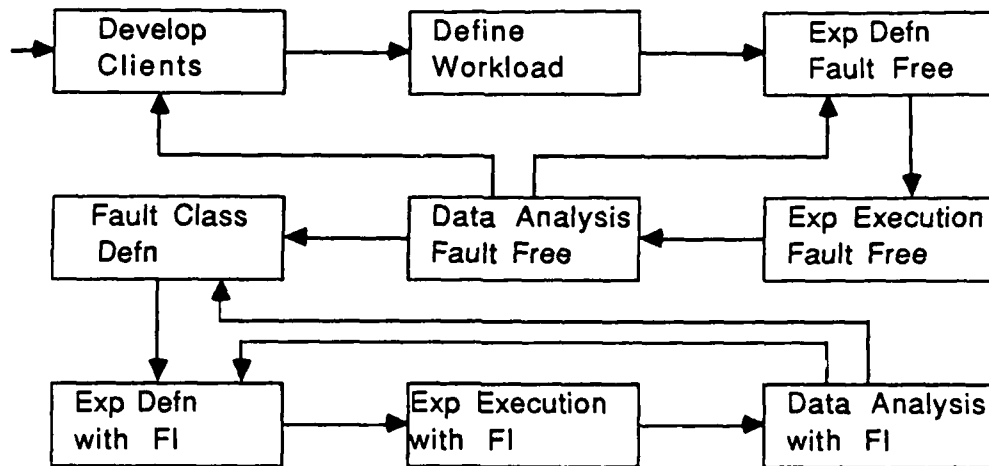 Develop
Clients
Define
Workload
Exp Defn
Fault Free
Fault Class
Defn
Data Analysis
Fault Free
Exp Execution
Fault Free
Exp Defn
with FI
Exp Execution
with FI
Data Analysis
with FI